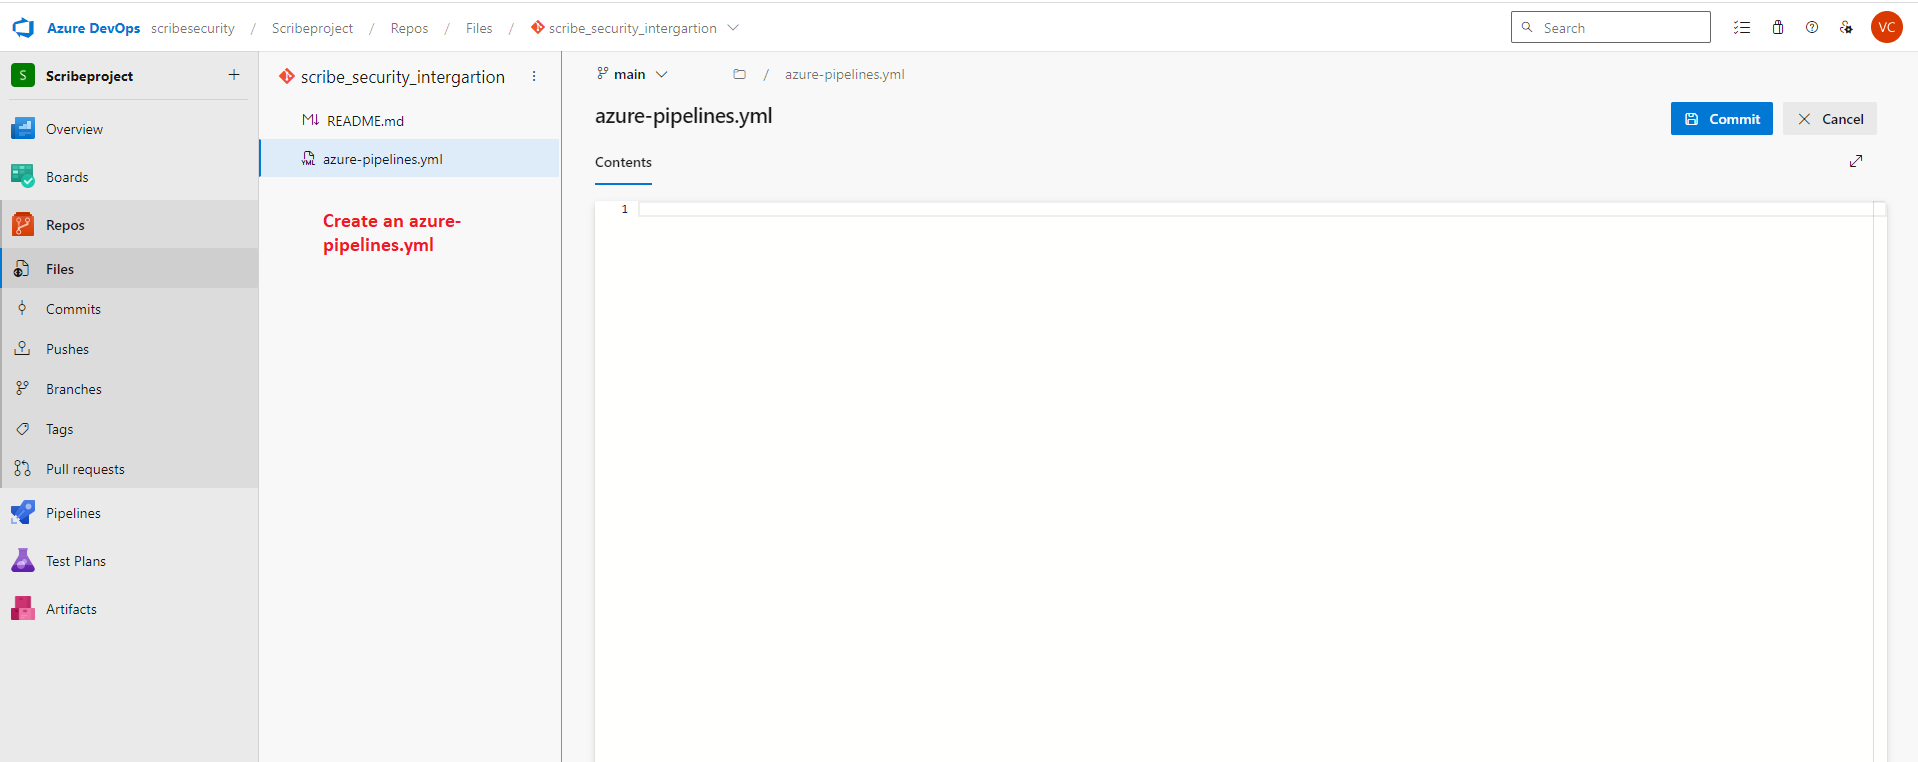 Azure DevOps scribesecurity / Scribeproject / Repos / Files / scribe_security_intergartion
Search
VC
S Scribeproject +
Overview
Boards
Repos
Files
Commits
Pushes
Branches
Tags
Pull requests
Pipelines
Test Plans
Artifacts
scribe_security_intergartion
M↓ README.md
YML azure-pipelines.yml
Create an azure-
pipelines.yml
main / azure-pipelines.yml
azure-pipelines.yml
Commit
Cancel
Contents
1